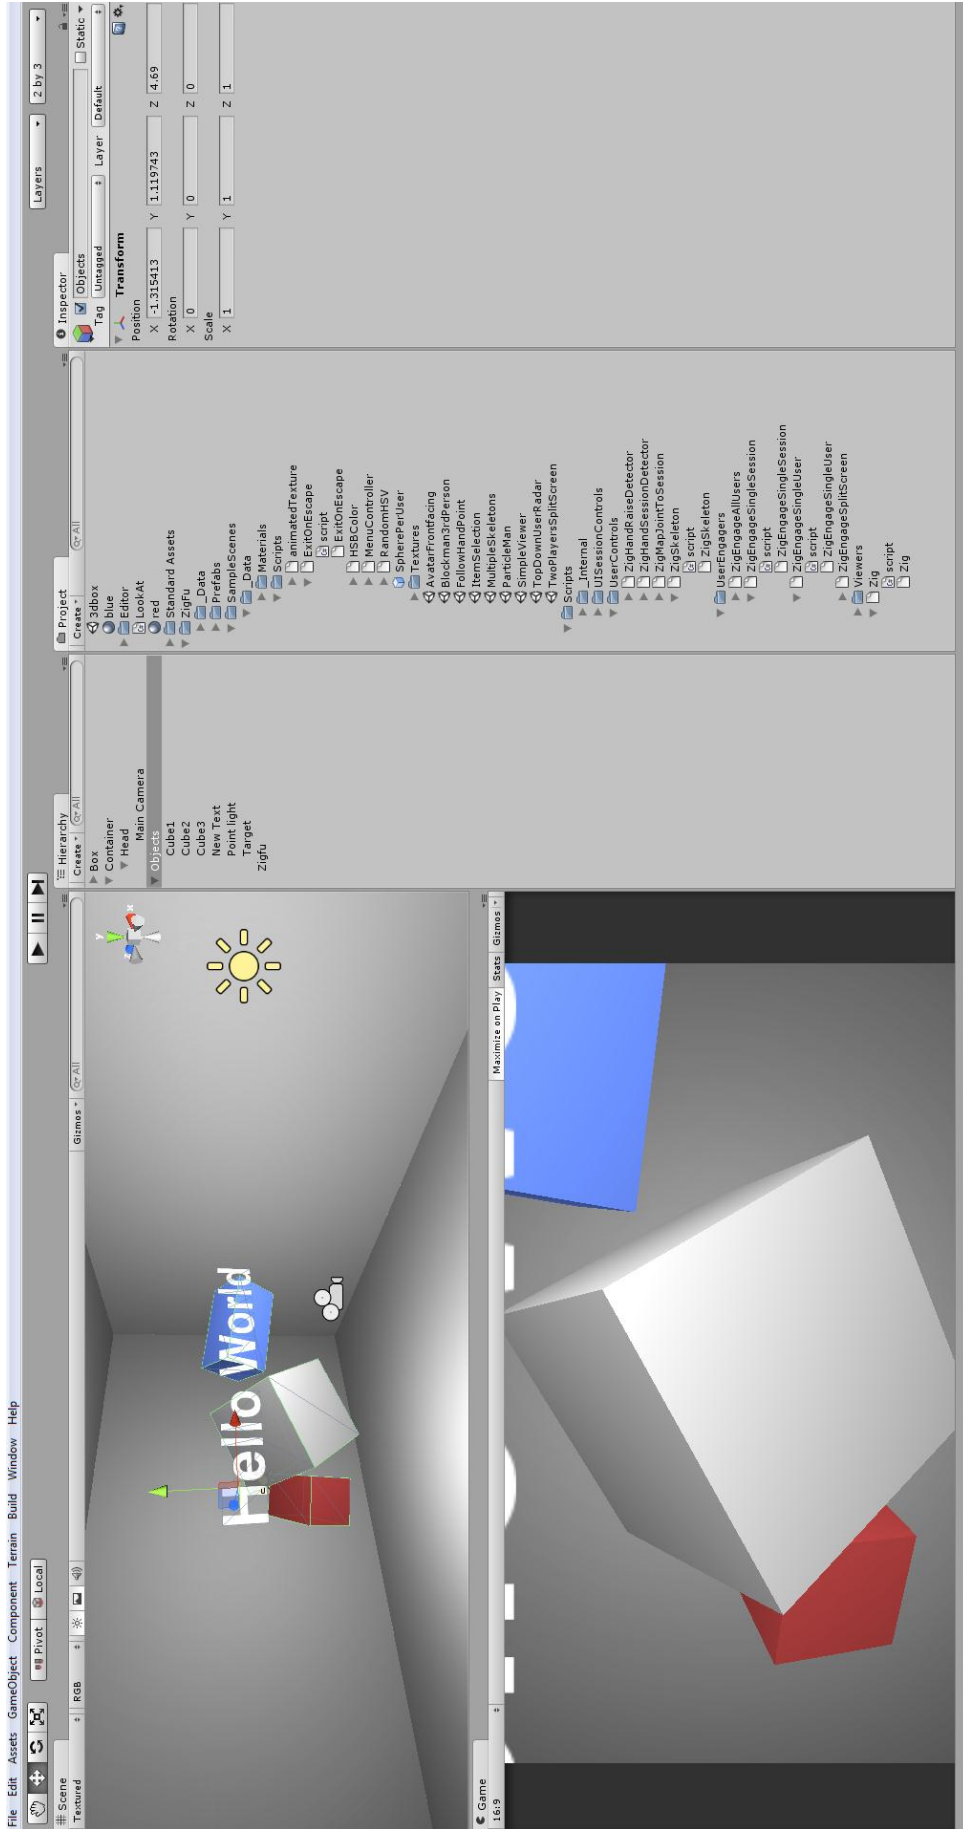 File Edit Assets GameObject Component Terrain Build Window Help
Pivot Local
Layers 2 by 3
Scene
Textured RGB Gizmos All
y
x
Hello World
Game
16:9 Maximize on Play Stats Gizmos
Hierarchy
Create All
Box
Container
Head
Main Camera
Objects
Cube1
Cube2
Cube3
New Text
Point light
Target
Zigfu
Project
Create All
3dbox
blue
Editor
LookAt
red
Standard Assets
ZigFu
_Data
Prefabs
SampleScenes
_Data
Materials
Scripts
animatedTexture
ExitOnEscape
script
ExitOnEscape
HSBColor
MenuController
RandomHSV
SpherePerUser
Textures
AvatarFrontfacing
Blockman3rdPerson
FollowHandPoint
ItemSelection
MultipleSkeletons
ParticleMan
SimpleViewer
TopDownUserRadar
TwoPlayersSplitScreen
Scripts
_Internal
UISessionControls
UserControls
ZigHandRaiseDetector
ZigHandSessionDetector
ZigMapJointToSession
ZigSkeleton
script
ZigSkeleton
UserEngagers
ZigEngageAllUsers
ZigEngageSingleSession
script
ZigEngageSingleSession
ZigEngageSingleUser
script
ZigEngageSingleUser
ZigEngageSplitScreen
Viewers
Zig
script
Zig
Inspector
Objects Static
Tag Untagged Layer Default
Transform
Position
X -1.315413 Y 1.119743 Z 4.69
Rotation
X 0 Y 0 Z 0
Scale
X 1 Y 1 Z 1